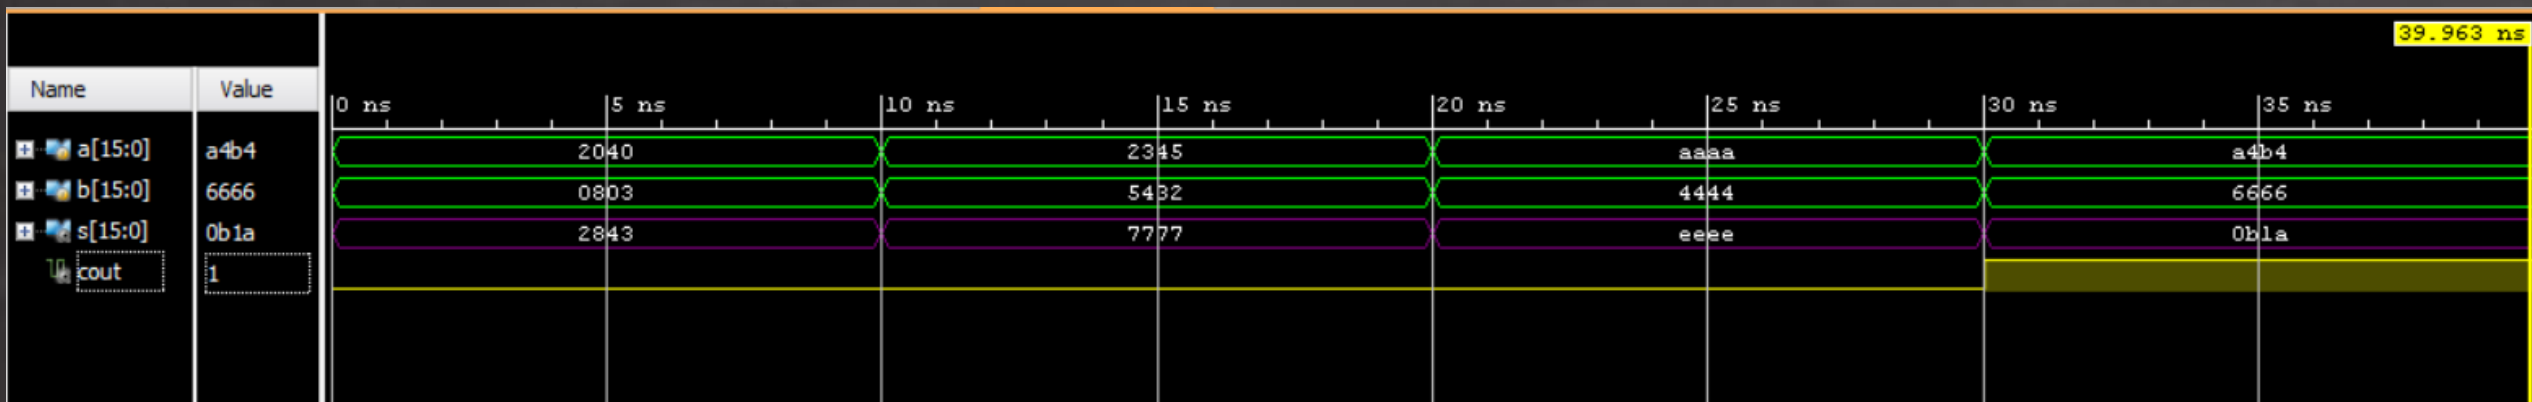 39.963 ns
Name Value
0 ns 5 ns 10 ns 15 ns 20 ns 25 ns 30 ns 35 ns
a[15:0] a4b4 2040 2345 aaaa a4b4
b[15:0] 6666 0803 5432 4444 6666
s[15:0] 0b1a 2843 7777 eeee 0b1a
cout 1